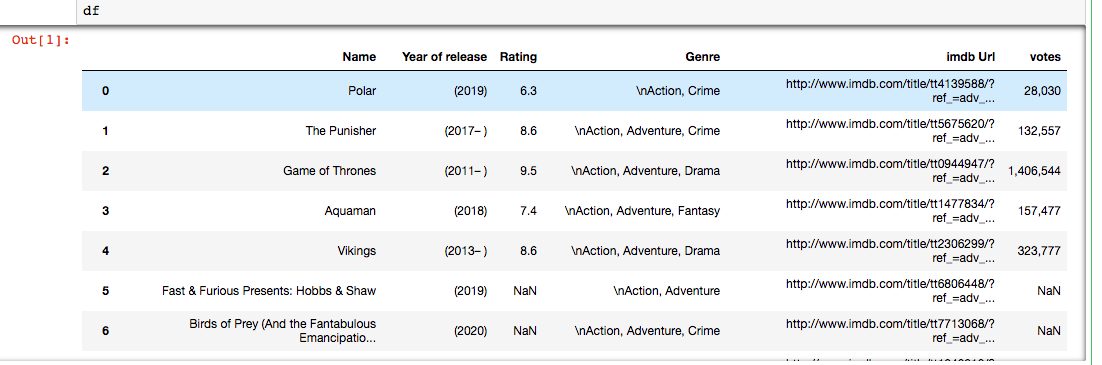 df
Out[1]:
Name Year of release Rating Genre imdb Url votes
0 Polar (2019) 6.3 \nAction, Crime http://www.imdb.com/title/tt4139588/? 28,030
ref_=adv_...
1 The Punisher (2017– ) 8.6 \nAction, Adventure, Crime http://www.imdb.com/title/tt5675620/? 132,557
ref_=adv_...
2 Game of Thrones (2011– ) 9.5 \nAction, Adventure, Drama http://www.imdb.com/title/tt0944947/? 1,406,544
ref_=adv_...
3 Aquaman (2018) 7.4 \nAction, Adventure, Fantasy http://www.imdb.com/title/tt1477834/? 157,477
ref_=adv_...
4 Vikings (2013– ) 8.6 \nAction, Adventure, Drama http://www.imdb.com/title/tt2306299/? 323,777
ref_=adv_...
5 Fast & Furious Presents: Hobbs & Shaw (2019) NaN \nAction, Adventure http://www.imdb.com/title/tt6806448/? NaN
ref_=adv_...
6 Birds of Prey (And the Fantabulous (2020) NaN \nAction, Adventure, Crime http://www.imdb.com/title/tt7713068/? NaN
Emancipatio... ref_=adv_...